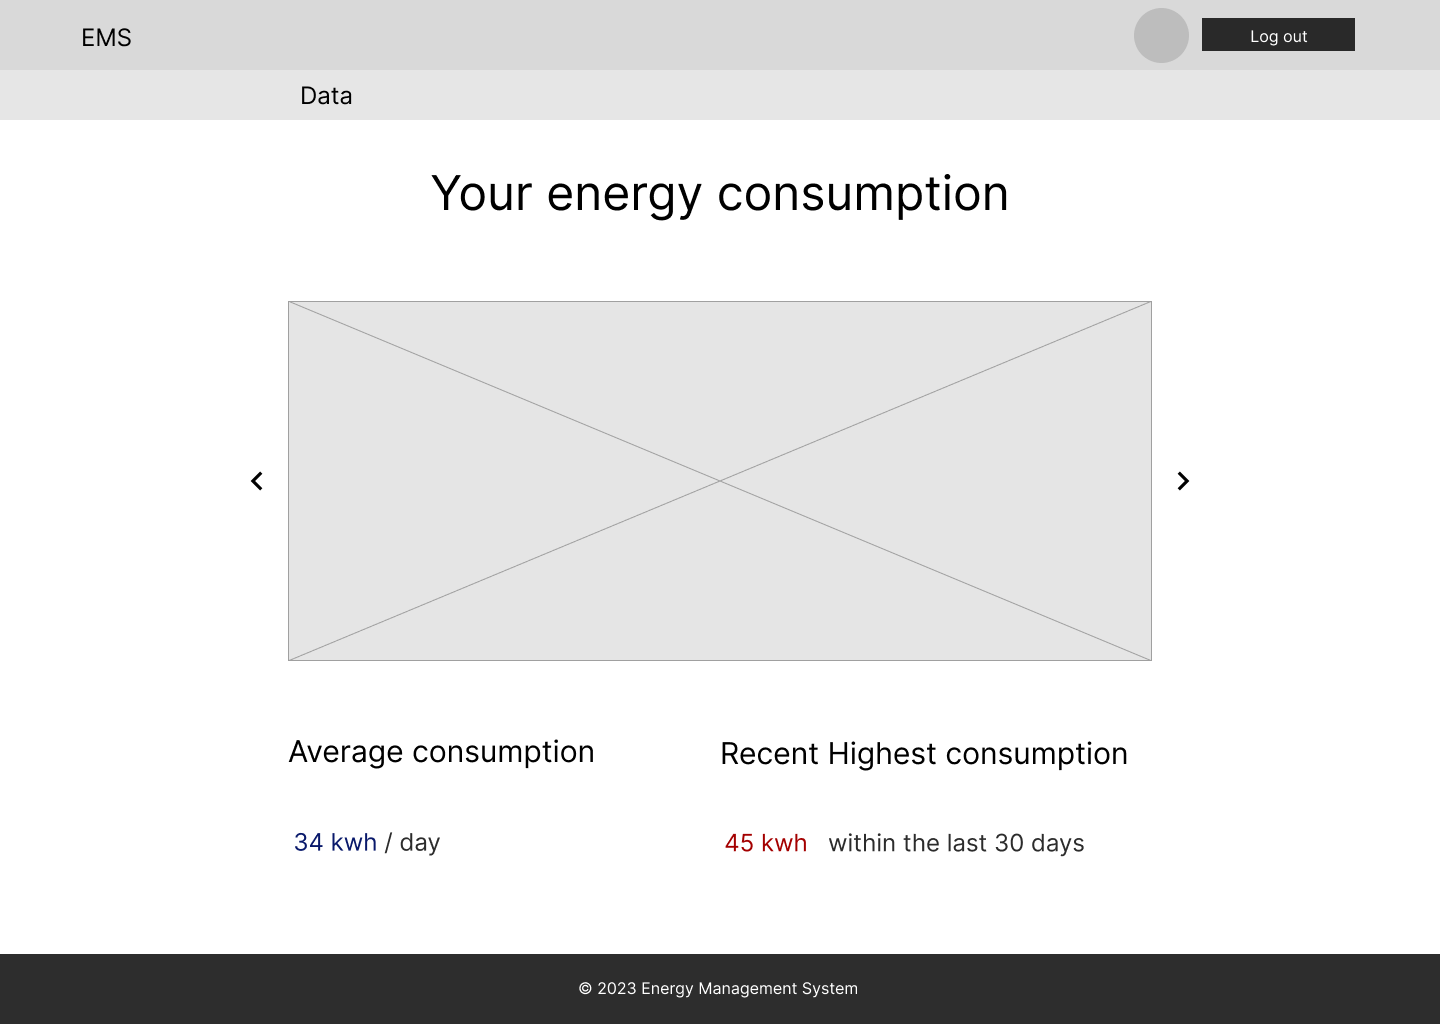 EMS
Log out
Data
Your energy consumption
Average consumption
Recent Highest consumption
34 kwh / day
45 kwh within the last 30 days
© 2023 Energy Management System